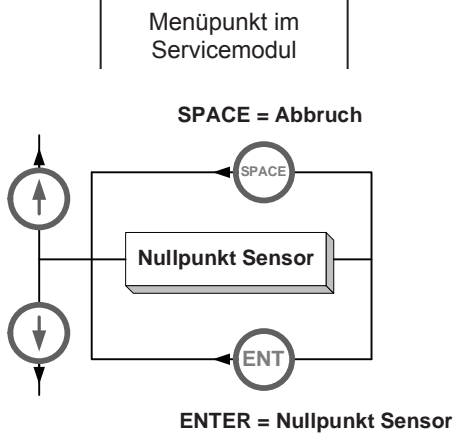 Menüpunkt im
Servicemodul
SPACE = Abbruch
SPACE
Nullpunkt Sensor
ENT
ENTER = Nullpunkt Sensor